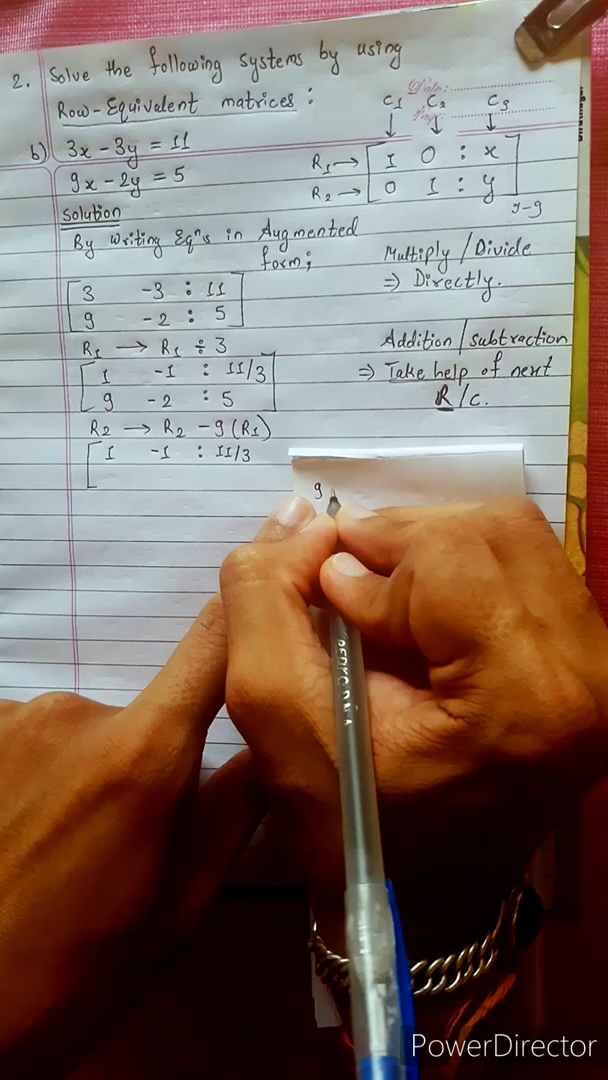 2. Solve the following systems by using
Row-Equivalent matrices :
b) 3x - 3y = 11
9x - 2y = 5
Date:
C1 C2 C3
↓ ↓ ↓
R1 → [ 1 0 : x ]
R2 → [ 0 1 : y ]
Solution
By writing Eqns in Augmented
form;
[ 3 -3 : 11 ]
[ 9 -2 : 5 ]
R1 → R1 ÷ 3
[ 1 -1 : 11/3 ]
[ 9 -2 : 5 ]
R2 → R2 - 9 (R1)
[ 1 -1 : 11/3
Multiply / Divide
⇒ Directly.
Addition / subtraction
⇒ Take help of next
R/C.
9
PowerDirector